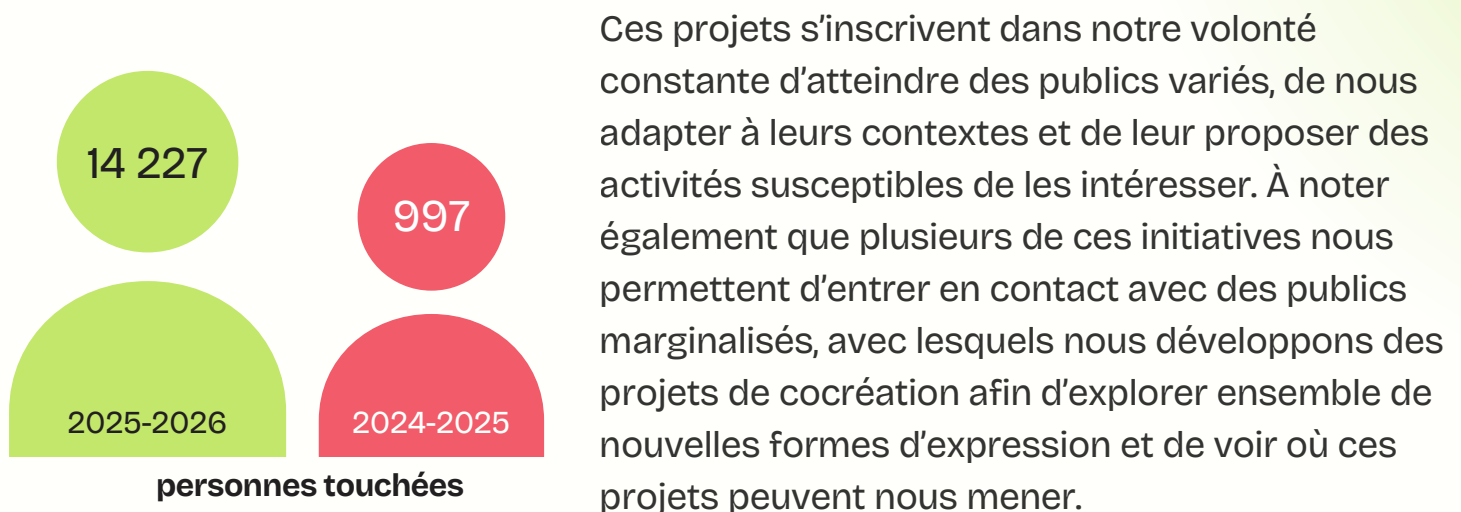 14 227
2025-2026
997
2024-2025
personnes touchées
Ces projets s’inscrivent dans notre volonté
constante d’atteindre des publics variés, de nous
adapter à leurs contextes et de leur proposer des
activités susceptibles de les intéresser. À noter
également que plusieurs de ces initiatives nous
permettent d’entrer en contact avec des publics
marginalisés, avec lesquels nous développons des
projets de cocréation afin d’explorer ensemble de
nouvelles formes d’expression et de voir où ces
projets peuvent nous mener.